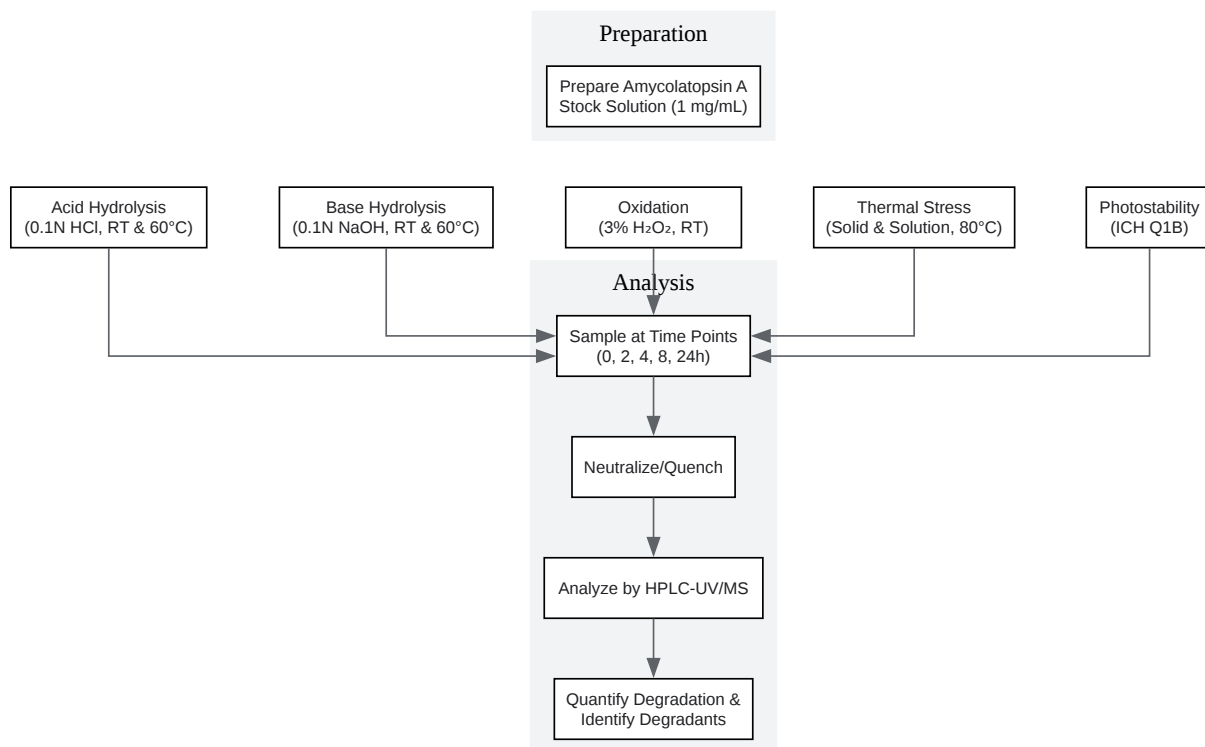 Preparation
Prepare Amycolatopsin A
Stock Solution (1 mg/mL)
Acid Hydrolysis
(0.1N HCl, RT & 60°C)
Base Hydrolysis
(0.1N NaOH, RT & 60°C)
Oxidation
(3% H₂O₂, RT)
Thermal Stress
(Solid & Solution, 80°C)
Photostability
(ICH Q1B)
Analysis
Sample at Time Points
(0, 2, 4, 8, 24h)
Neutralize/Quench
Analyze by HPLC-UV/MS
Quantify Degradation &
Identify Degradants